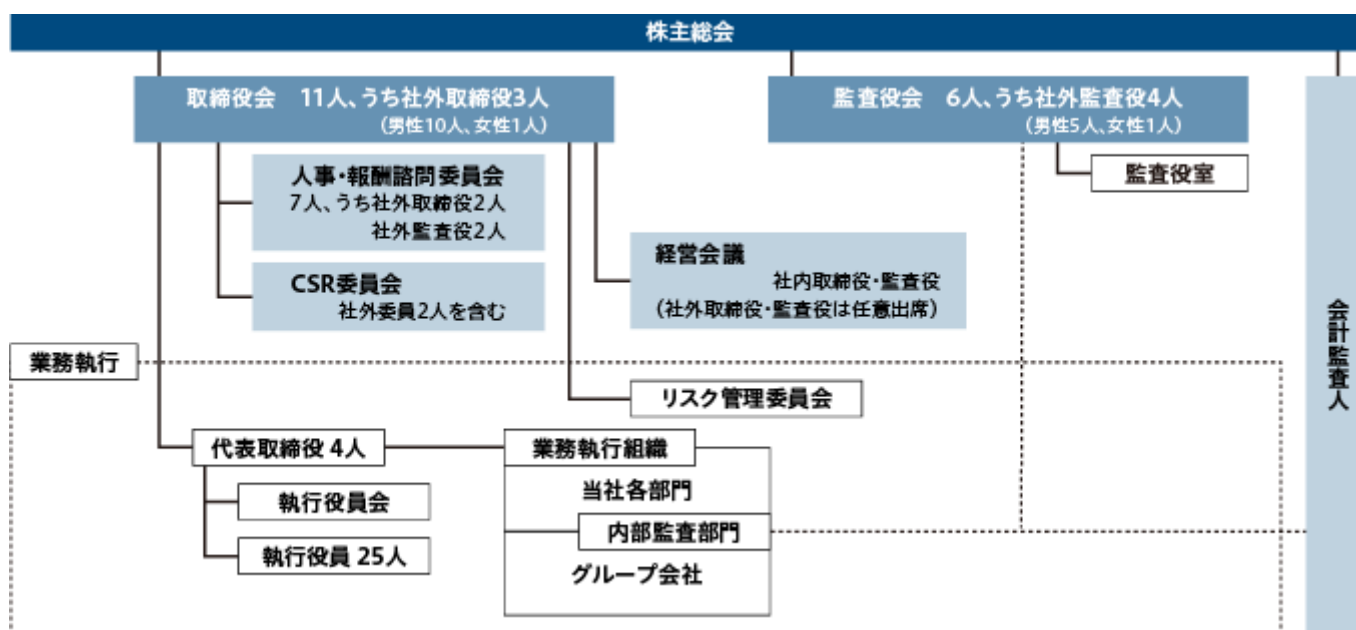 株主総会
取締役会 11人、うち社外取締役3人
(男性10人、女性1人)
監査役会 6人、うち社外監査役4人
(男性5人、女性1人)
監査役室
人事・報酬諮問委員会
7人、うち社外取締役2人
社外監査役2人
CSR委員会
社外委員2人を含む
経営会議
社内取締役・監査役
(社外取締役・監査役は任意出席)
会計監査人
業務執行
リスク管理委員会
代表取締役 4人
業務執行組織
執行役員会
当社各部門
内部監査部門
執行役員 25人
グループ会社